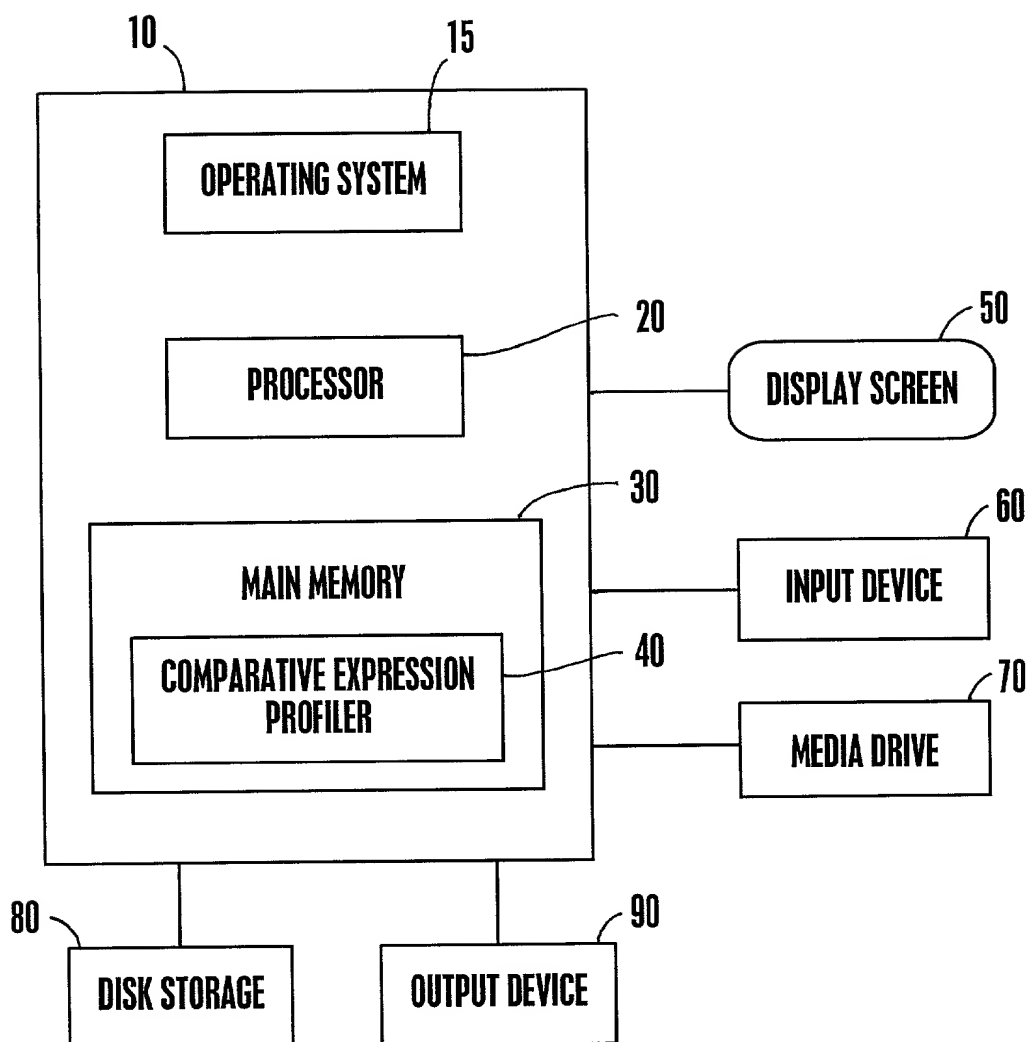 10
15
OPERATING SYSTEM
20
PROCESSOR
50
DISPLAY SCREEN
30
MAIN MEMORY
60
INPUT DEVICE
40
COMPARATIVE EXPRESSION
PROFILER
70
MEDIA DRIVE
80
DISK STORAGE
90
OUTPUT DEVICE